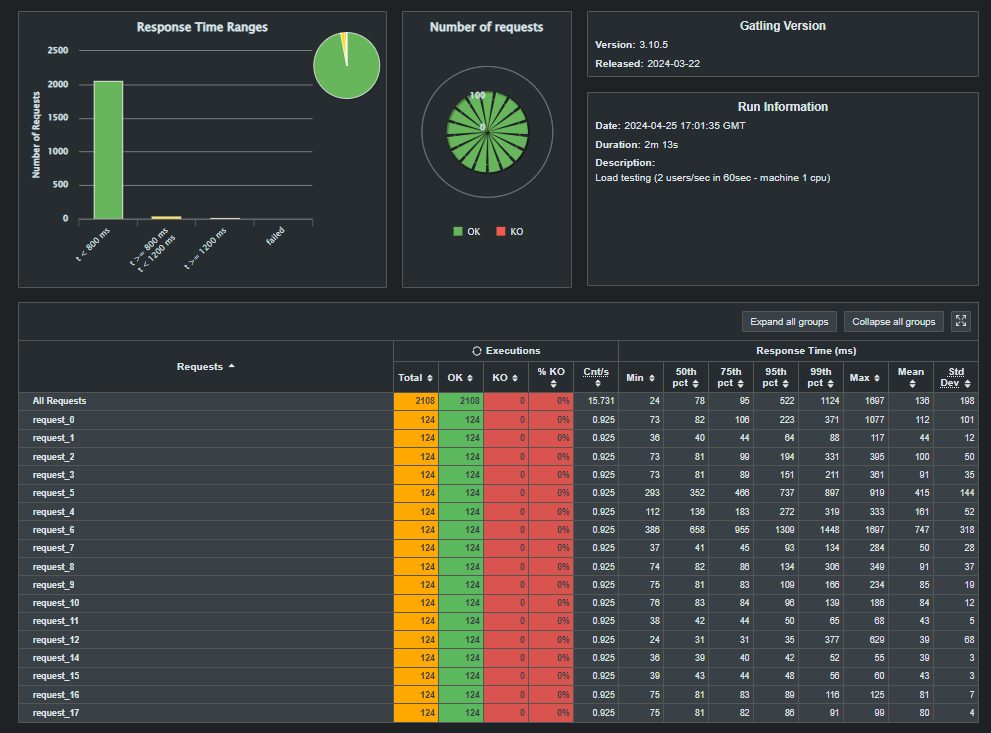 Response Time Ranges
Number of Requests
2500
2000
1500
1000
500
0
t < 800 ms
t >= 800 ms
t < 1200 ms
t >= 1200 ms
failed
Number of requests
100
0
OK KO
Gatling Version
Version: 3.10.5
Released: 2024-03-22
Run Information
Date: 2024-04-25 17:01:35 GMT
Duration: 2m 13s
Description:
Load testing (2 users/sec in 60sec - machine 1 cpu)
Expand all groups Collapse all groups
Requests Executions Response Time (ms)
Total OK KO % KO Cnt/s Min 50th pct 75th pct 95th pct 99th pct Max Mean Std Dev
All Requests 2108 2108 0 0% 15.731 24 78 95 522 1124 1697 136 198
request_0 124 124 0 0% 0.925 73 82 106 223 371 1077 112 101
request_1 124 124 0 0% 0.925 36 40 44 64 88 117 44 12
request_2 124 124 0 0% 0.925 73 81 99 194 331 395 100 50
request_3 124 124 0 0% 0.925 73 81 89 151 211 361 91 35
request_5 124 124 0 0% 0.925 293 352 466 737 897 919 415 144
request_4 124 124 0 0% 0.925 112 136 183 272 319 333 161 52
request_6 124 124 0 0% 0.925 386 658 955 1309 1448 1697 747 318
request_7 124 124 0 0% 0.925 37 41 45 93 134 284 50 28
request_8 124 124 0 0% 0.925 74 82 86 134 306 349 91 37
request_9 124 124 0 0% 0.925 75 81 83 109 166 234 85 19
request_10 124 124 0 0% 0.925 76 83 84 96 139 186 84 12
request_11 124 124 0 0% 0.925 38 42 44 50 65 68 43 5
request_12 124 124 0 0% 0.925 24 31 31 35 377 629 39 68
request_14 124 124 0 0% 0.925 36 39 40 42 52 55 39 3
request_15 124 124 0 0% 0.925 39 43 44 48 56 60 43 3
request_16 124 124 0 0% 0.925 75 81 83 89 116 125 81 7
request_17 124 124 0 0% 0.925 75 81 82 86 91 99 80 4